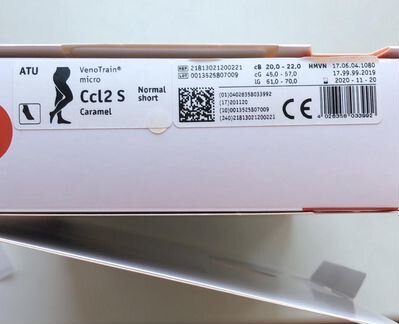 ATU
VenoTrain®
micro
Ccl2 S
Caramel
Normal
short
REF 21813021200221
LOT 0013525807009
cB 20,0 - 22,0
cG 45,0 - 57,0
lG 61,0 - 70,0
HMVN 17.06.04.1080
17.99.99.2019
2020 - 11 - 20
(01)04026358033992
(17)201120
(10)0013525807009
(240)21813021200221
CE
4 026358 033992